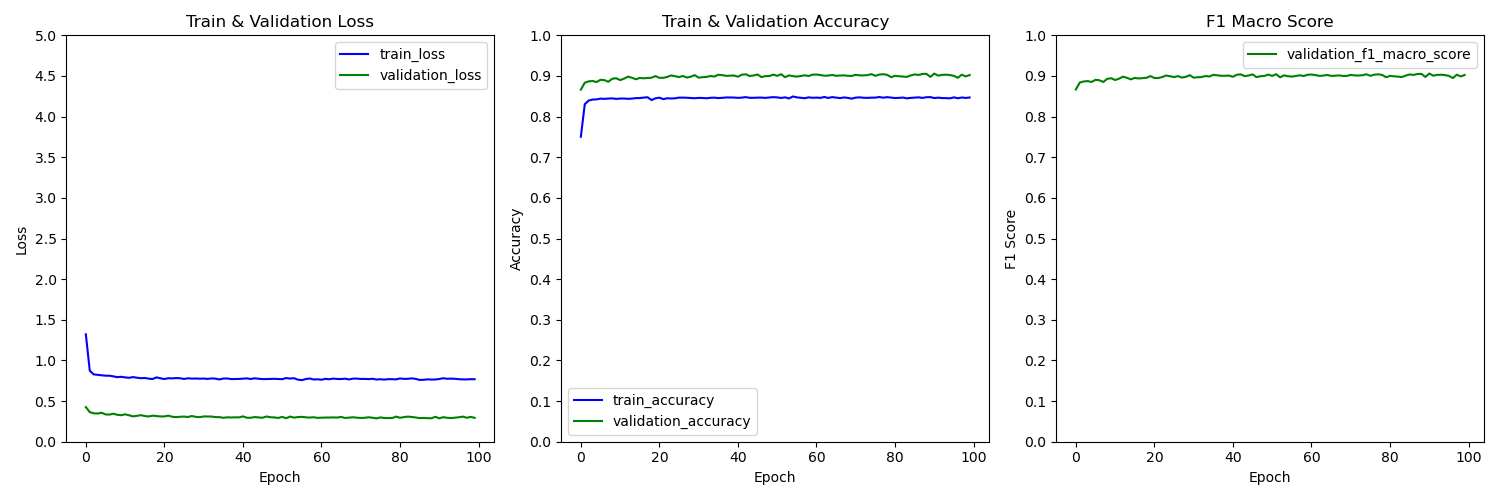 Train & Validation Loss
5.0
4.5
4.0
3.5
3.0
2.5
2.0
1.5
1.0
0.5
0.0
Loss
0 20 40 60 80 100
Epoch
train_loss
validation_loss
Train & Validation Accuracy
1.0
0.9
0.8
0.7
0.6
0.5
0.4
0.3
0.2
0.1
0.0
Accuracy
0 20 40 60 80 100
Epoch
train_accuracy
validation_accuracy
F1 Macro Score
1.0
0.9
0.8
0.7
0.6
0.5
0.4
0.3
0.2
0.1
0.0
F1 Score
0 20 40 60 80 100
Epoch
validation_f1_macro_score